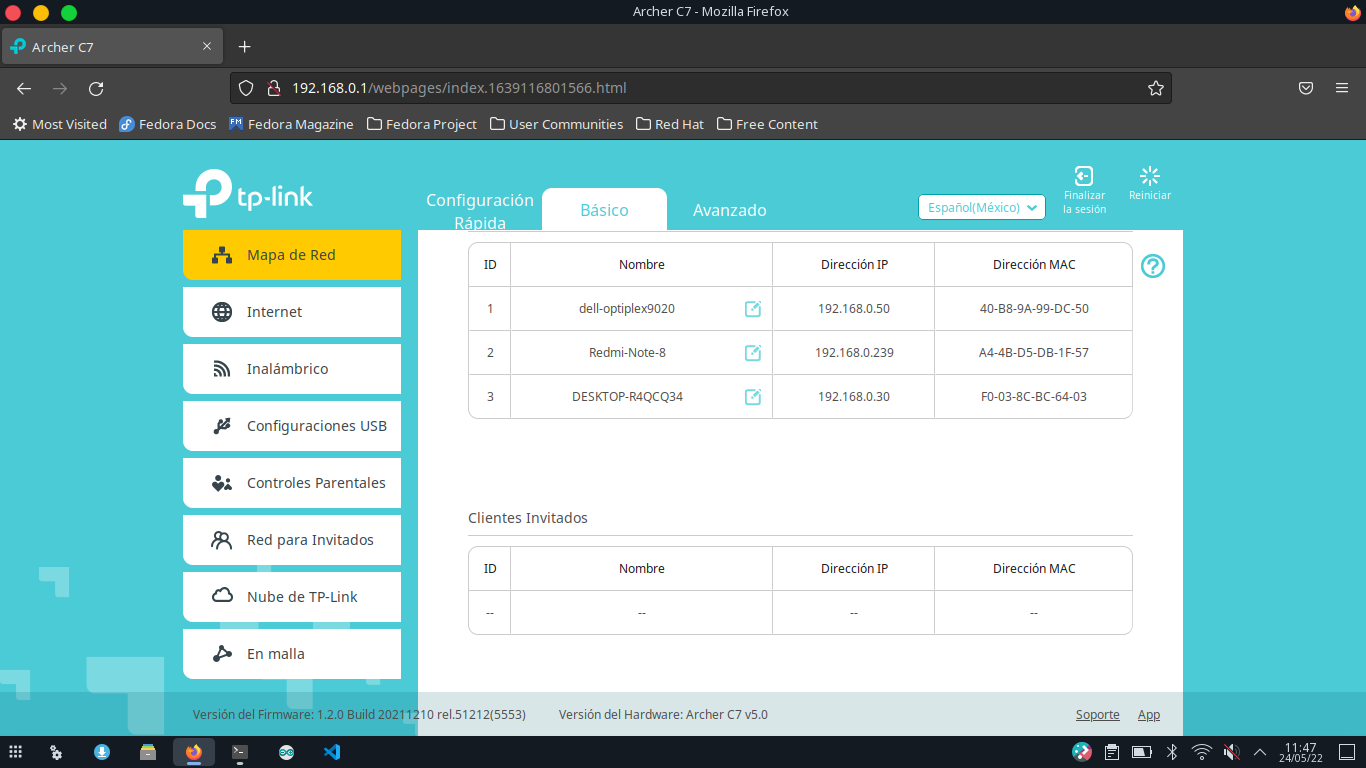 Archer C7 - Mozilla Firefox
Archer C7
192.168.0.1/webpages/index.1639116801566.html
Most Visited Fedora Docs FM Fedora Magazine Fedora Project User Communities Red Hat Free Content
tp-link
Configuración
Rápida
Básico
Avanzado
Español(México)
Finalizar
la sesión
Reiniciar
Mapa de Red
Internet
Inalámbrico
Configuraciones USB
Controles Parentales
Red para Invitados
Nube de TP-Link
En malla
ID Nombre Dirección IP Dirección MAC
1 dell-optiplex9020 192.168.0.50 40-B8-9A-99-DC-50
2 Redmi-Note-8 192.168.0.239 A4-4B-D5-DB-1F-57
3 DESKTOP-R4QCQ34 192.168.0.30 F0-03-8C-BC-64-03
Clientes Invitados
ID Nombre Dirección IP Dirección MAC
-- -- -- --
Versión del Firmware: 1.2.0 Build 20211210 rel.51212(5553) Versión del Hardware: Archer C7 v5.0 Soporte App
11:47
24/05/22